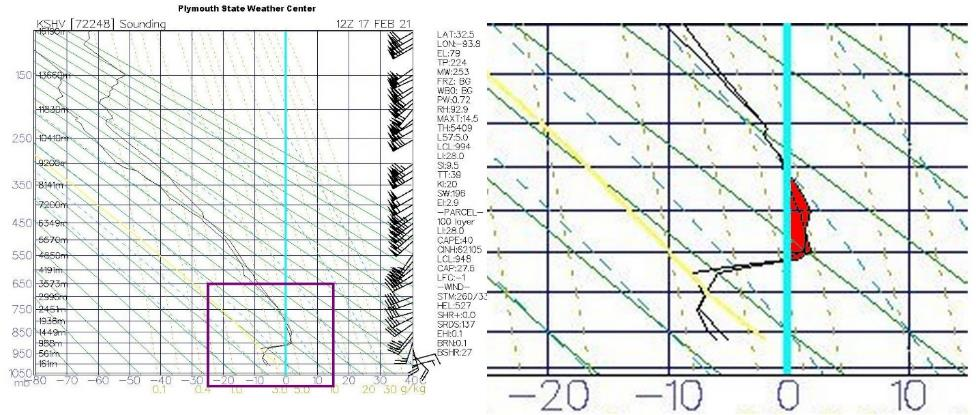 Plymouth State Weather Center
KSHV [72248] Sounding 12Z 17 FEB 21
LAT:32.5
LON:-93.8
EL:79
TP:224
MW:253
FRZ: BG
WB0: BG
PW:0.72
RH:92.9
MAXT:14.5
TH:5409
L57:5.0
LCL:994
LI:28.0
SI:9.5
TT:39
KI:20
SW:196
EI:2.9
-PARCEL-
100 layer
LI:28.0
CAPE:40
CINH:62105
LCL:948
CAP:27.6
LFC:-1
-WIND-
STM:260/33
HEL:527
SHR+:0.0
SRDS:137
EHI:0.1
BRN:0.1
BSHR:27
150 13660m
11830m
250 10410m
9200m
350 8141m
7200m
450 6349m
5570m
550 4850m
4191m
650 3573m
2996m
750 2451m
1938m
850 1449m
988m
950 561m
161m
1050
mb
-80 -70 -60 -50 -40 -30 -20 -10 0 10 20 30 40C
0.1 0.4 3.0 5.0 20 30 g/kg
-20 -10 0 10